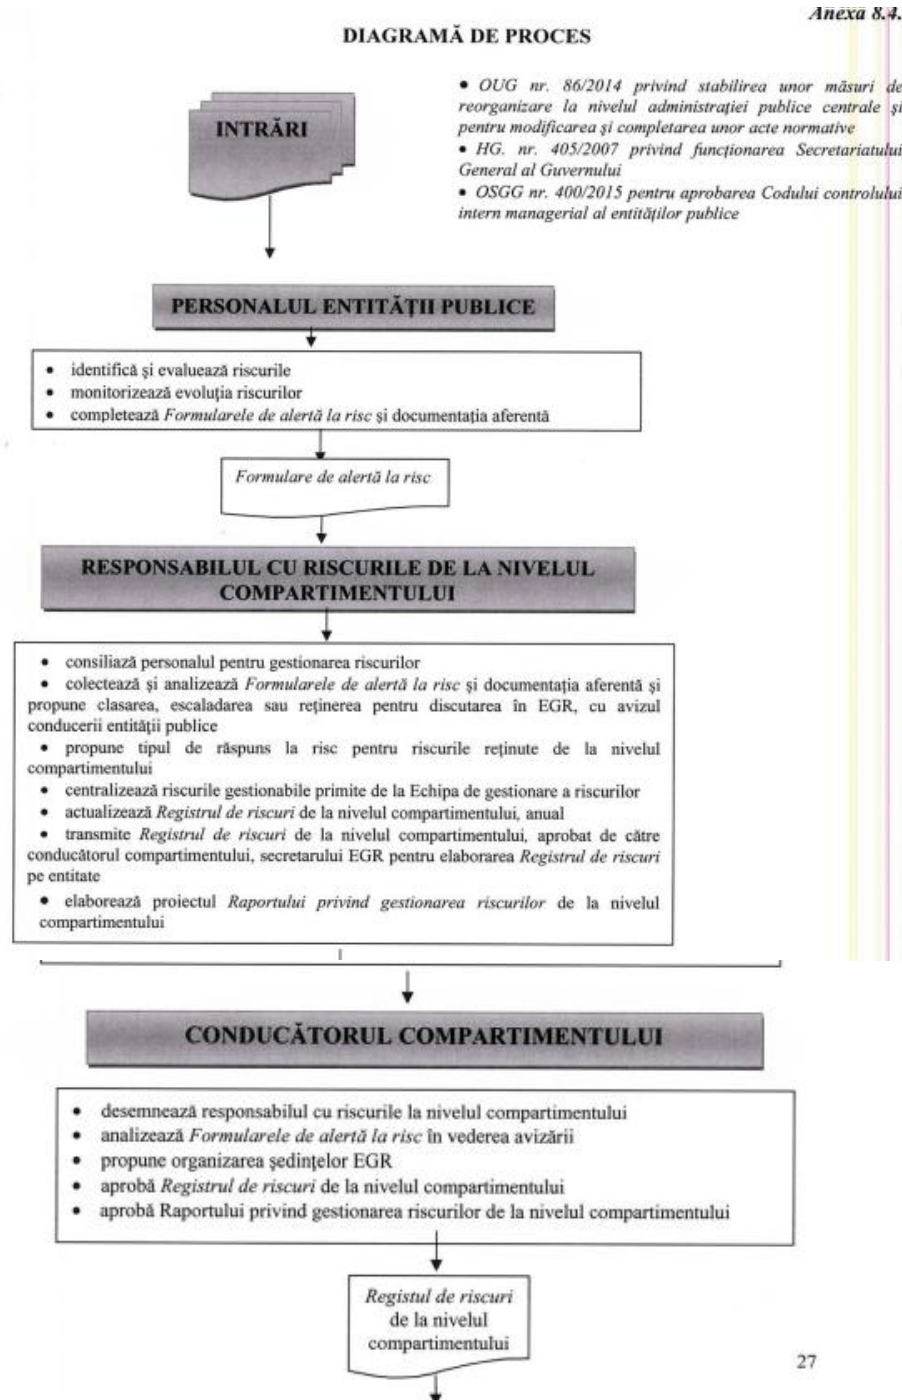 Anexa 8.4.
DIAGRAMĂ DE PROCES
INTRĂRI
• OUG nr. 86/2014 privind stabilirea unor măsuri de
reorganizare la nivelul administrației publice centrale și
pentru modificarea și completarea unor acte normative
• HG. nr. 405/2007 privind funcționarea Secretariatului
General al Guvernului
• OSGG nr. 400/2015 pentru aprobarea Codului controlului
intern managerial al entităților publice
PERSONALUL ENTITĂȚII PUBLICE
• identifică și evaluează riscurile
• monitorizează evoluția riscurilor
• completează Formularele de alertă la risc și documentația aferentă
Formulare de alertă la risc
RESPONSABILUL CU RISCURILE DE LA NIVELUL
COMPARTIMENTULUI
• consiliază personalul pentru gestionarea riscurilor
• colectează și analizează Formularele de alertă la risc și documentația aferentă și
propune clasarea, escaladarea sau reținerea pentru discutarea în EGR, cu avizul
conducerii entității publice
• propune tipul de răspuns la risc pentru riscurile reținute de la nivelul
compartimentului
• centralizează riscurile gestionabile primite de la Echipa de gestionare a riscurilor
• actualizează Registrul de riscuri de la nivelul compartimentului, anual
• transmite Registrul de riscuri de la nivelul compartimentului, aprobat de către
conducătorul compartimentului, secretarului EGR pentru elaborarea Registrul de riscuri
pe entitate
• elaborează proiectul Raportului privind gestionarea riscurilor de la nivelul
compartimentului
CONDUCĂTORUL COMPARTIMENTULUI
• desemnează responsabilul cu riscurile la nivelul compartimentului
• analizează Formularele de alertă la risc în vederea avizării
• propune organizarea ședințelor EGR
• aprobă Registrul de riscuri de la nivelul compartimentului
• aprobă Raportului privind gestionarea riscurilor de la nivelul compartimentului
Registul de riscuri
de la nivelul
compartimentului
27